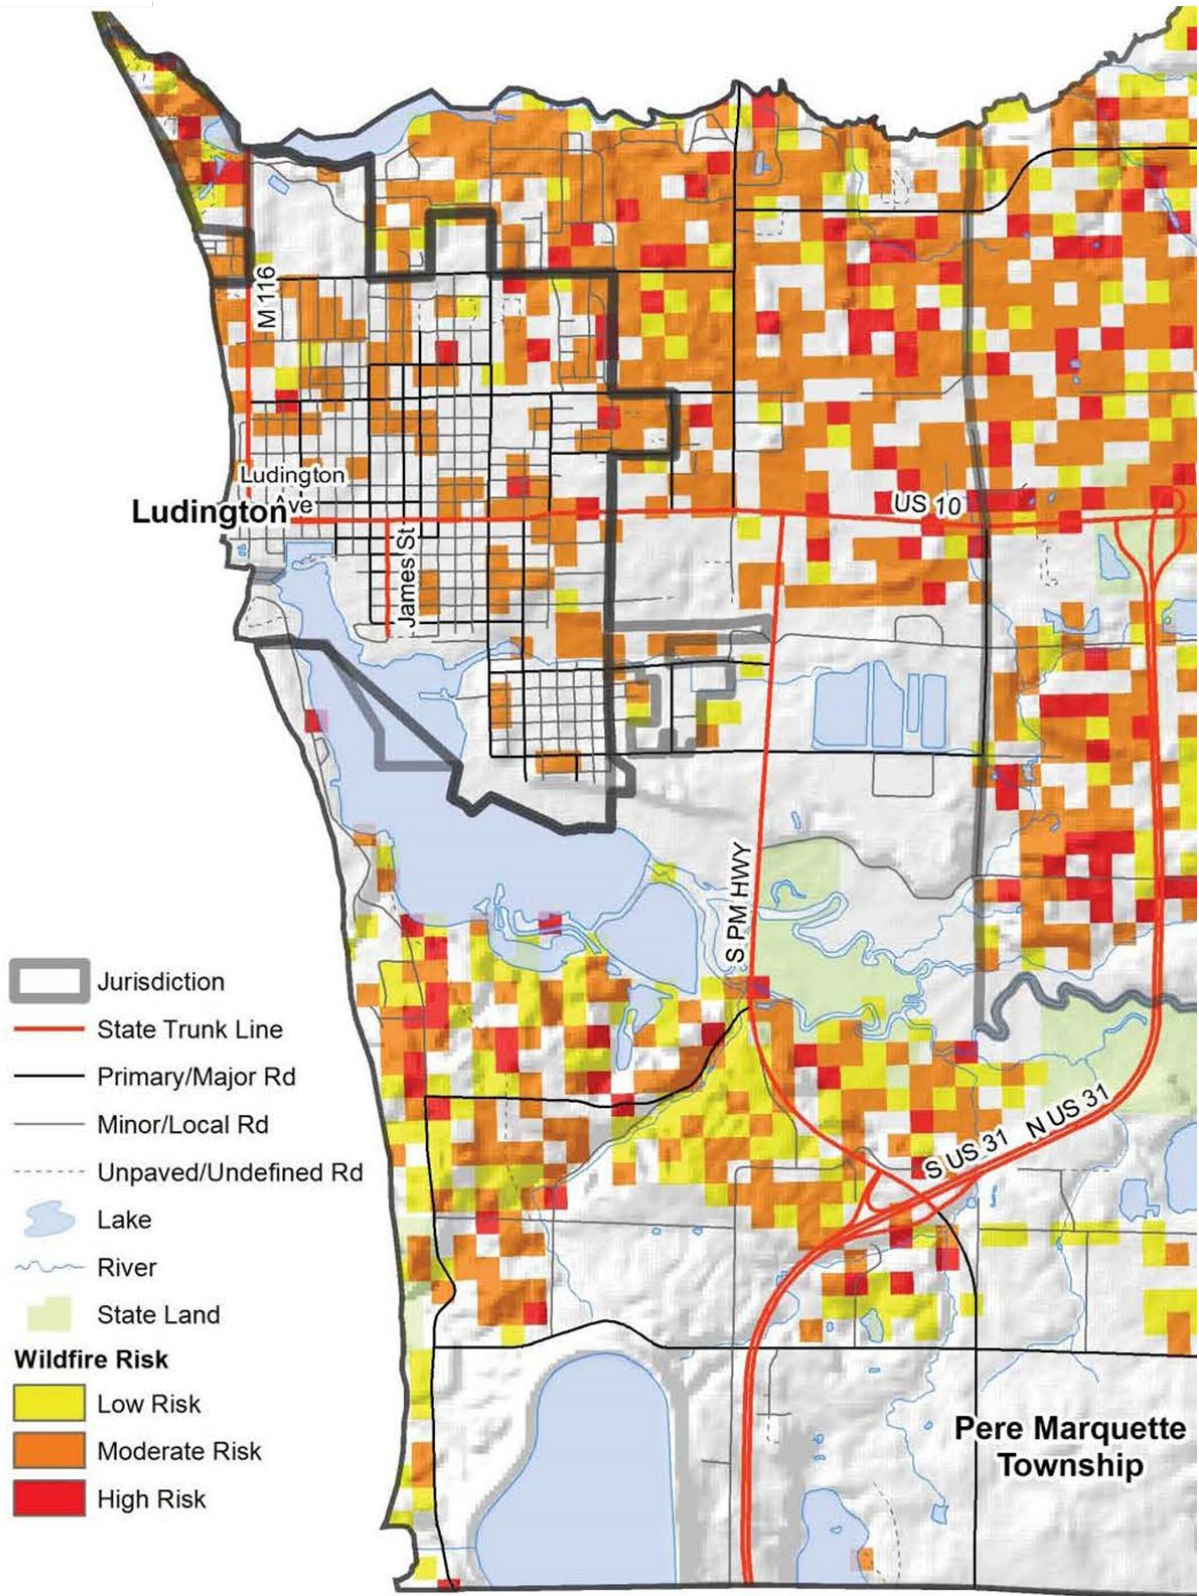 M 116
Ludington
Ave
Ludington
James St
US 10
S PM HWY
S US 31
N US 31
Jurisdiction
State Trunk Line
Primary/Major Rd
Minor/Local Rd
Unpaved/Undefined Rd
Lake
River
State Land
Wildfire Risk
Low Risk
Moderate Risk
High Risk
Pere Marquette
Township